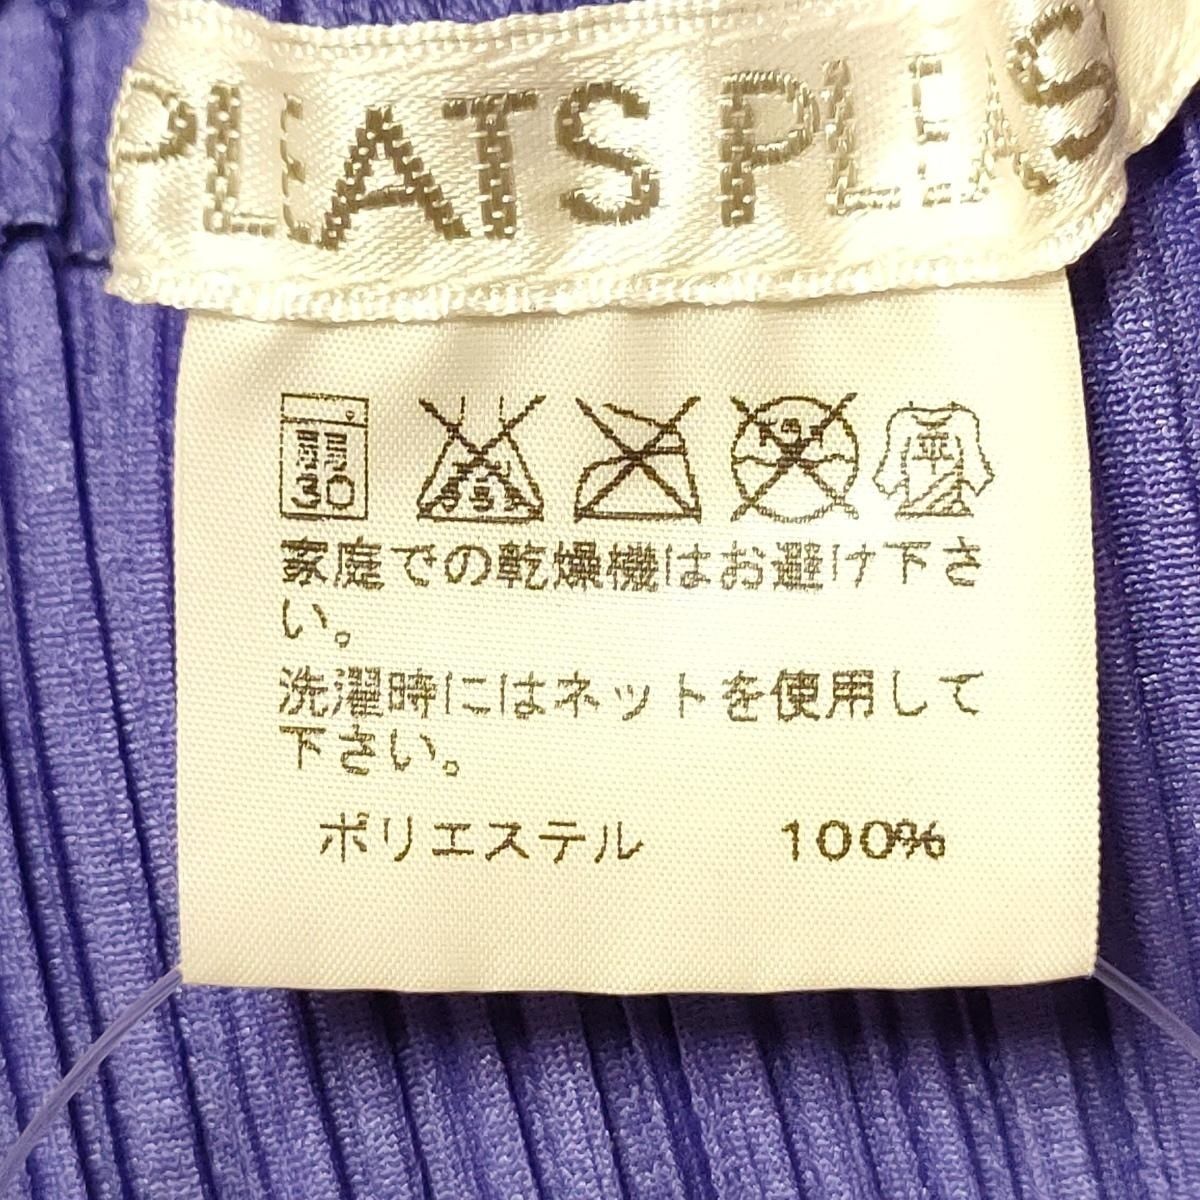 PLEATS PLEAS
30
家庭での乾燥機はお避け下さ
い。
洗濯時にはネットを使用して
下さい。
ポリエステル 100%